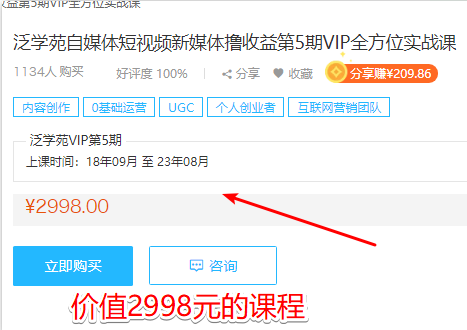 收益第5期VIP全方位实战课
泛学苑自媒体短视频新媒体撸收益第5期VIP全方位实战课
1134人 购买 好评度 100% 分享 收藏 分享赚¥209.86
内容创作 0基础运营 UGC 个人创业者 互联网营销团队
泛学苑VIP第5期
上课时间：18年09月 至 23年08月
¥2998.00
立即购买 咨询
价值2998元的课程